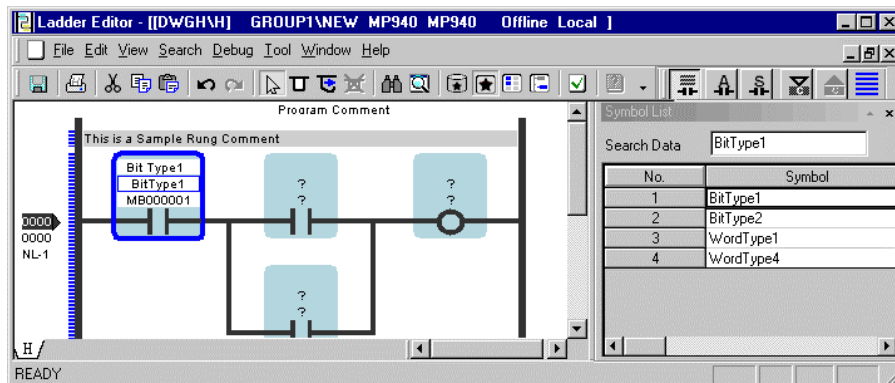 Ladder Editor - [[DWGH\H] GROUP1\NEW MP940 MP940 Offline Local ]
File Edit View Search Debug Tool Window Help
A S
Program Comment
This is a Sample Rung Comment
Bit Type1
BitType1
MB000001
? ?
? ?
0000
0000
NL-1
?
?
H
READY
Symbol List
Search Data BitType1
No. Symbol
1 BitType1
2 BitType2
3 WordType1
4 WordType4